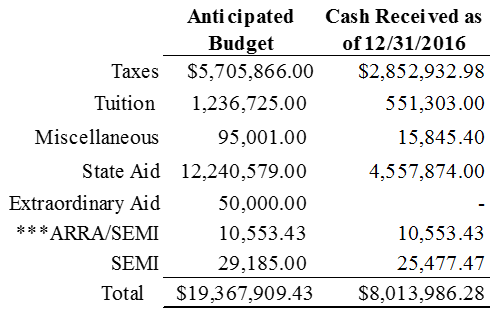 Anticipated Cash Received as
Budget of 12/31/2016
Taxes $5,705,866.00 $2,852,932.98
Tuition 1,236,725.00 551,303.00
Miscellaneous 95,001.00 15,845.40
State Aid 12,240,579.00 4,557,874.00
Extraordinary Aid 50,000.00 -
***ARRA/SEMI 10,553.43 10,553.43
SEMI 29,185.00 25,477.47
Total $19,367,909.43 $8,013,986.28